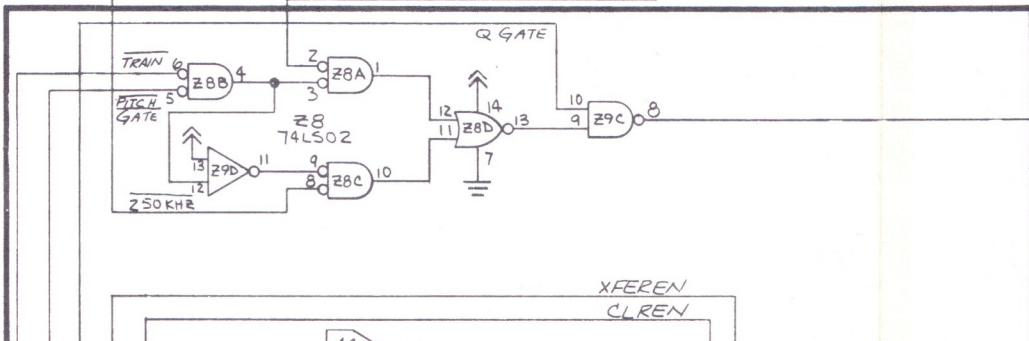 Q GATE
TRAIN
6
Z8B
4
5
PITCH
GATE
2
3
Z8A
1
Z8
74LS02
13
12
Z9D
11
9
8
Z8C
10
250KHZ
12
11
Z8D
14
13
7
10
9
Z9C
8
XFEREN
CLREN